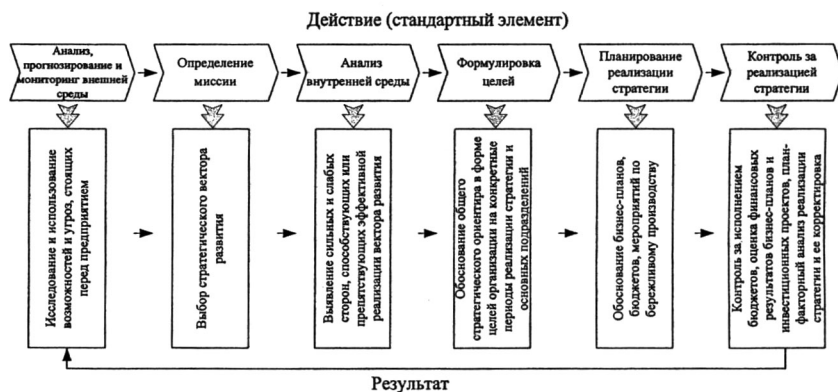 Действие (стандартный элемент)
Анализ,
прогнозирование и
мониторинг внешней
среды
Определение
миссии
Анализ
внутренней среды
Формулировка
целей
Планирование
реализации
стратегии
Контроль за
реализацией
стратегии
Исследование и использование
возможностей и угроз, стоящих
перед предприятием
Выбор стратегического вектора
развития
Выявление сильных и слабых
сторон, способствующих или
препятствующих эффективной
реализации вектора развития
Обоснование общего
стратегического ориентира в форме
целей организации на конкретные
периоды реализации стратегии и
основных подразделений
Обоснование бизнес-планов,
бюджетов, мероприятий по
бережливому производству
Контроль за исполнением
бюджетов, оценка финансовых
результатов бизнес-планов и
инвестиционных проектов, план-
факторный анализ реализации
стратегии и ее корректировка
Результат